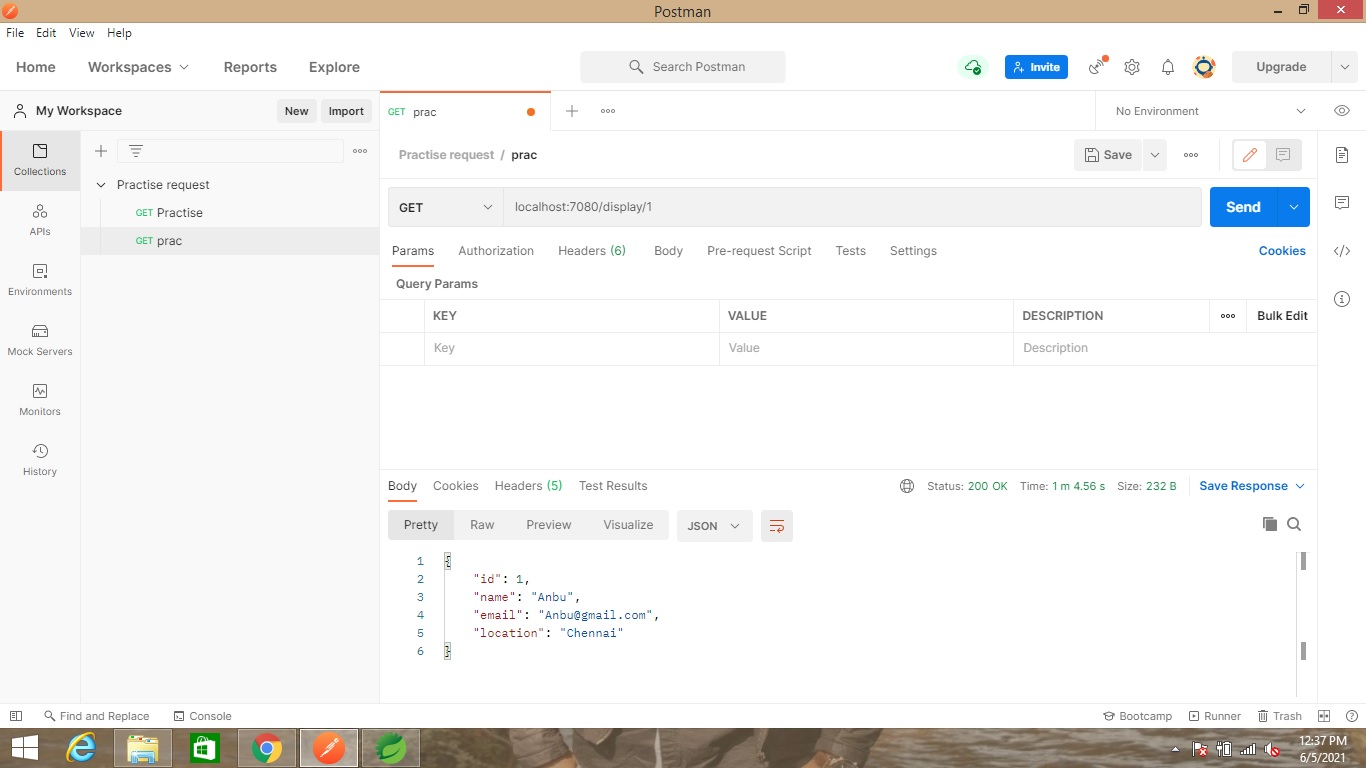 Postman
File Edit View Help
Home Workspaces Reports Explore Search Postman Invite Upgrade
My Workspace New Import GET prac No Environment
Practise request / prac Save
Collections
APIs
Environments
Mock Servers
Monitors
History
Practise request
GET Practise
GET prac
GET localhost:7080/display/1 Send
Params Authorization Headers (6) Body Pre-request Script Tests Settings Cookies
Query Params
KEY VALUE DESCRIPTION Bulk Edit
Key Value Description
Body Cookies Headers (5) Test Results Status: 200 OK Time: 1 m 4.56 s Size: 232 B Save Response
Pretty Raw Preview Visualize JSON
1 {
2 "id": 1,
3 "name": "Anbu",
4 "email": "Anbu@gmail.com",
5 "location": "Chennai"
6 }
Find and Replace Console Bootcamp Runner Trash
12:37 PM
6/5/2021